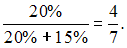 20% / (20% + 15%) = 4/7.